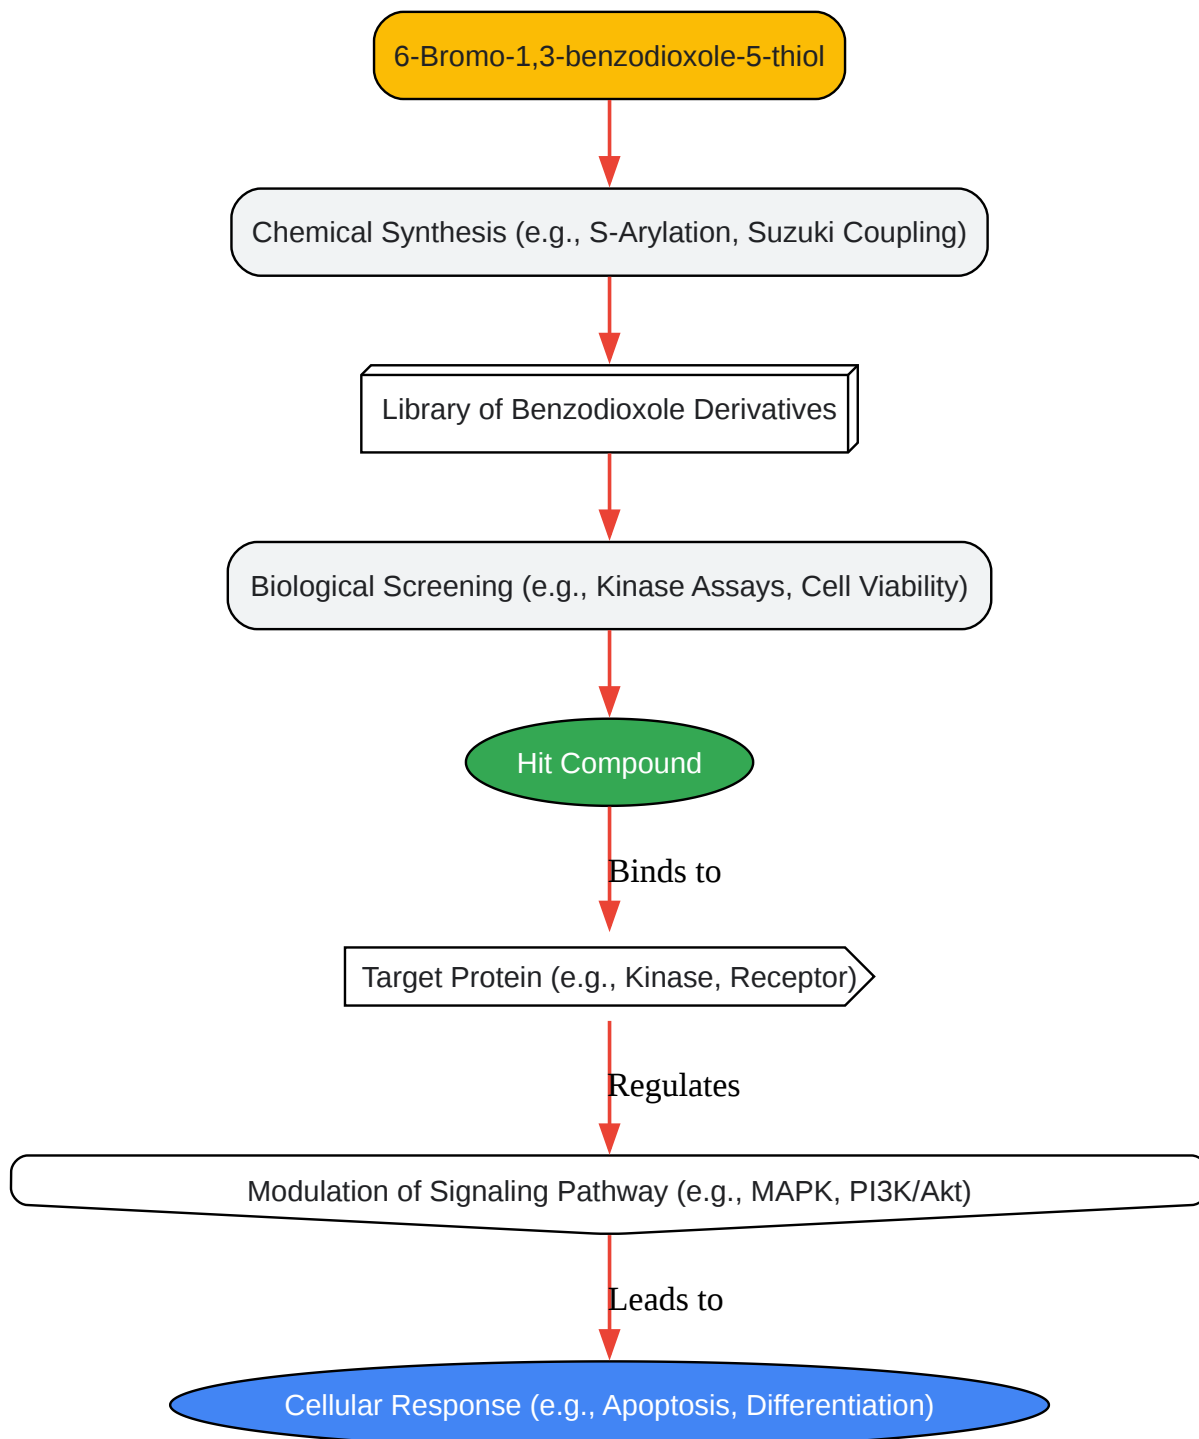 6-Bromo-1,3-benzodioxole-5-thiol
Chemical Synthesis (e.g., S-Arylation, Suzuki Coupling)
Library of Benzodioxole Derivatives
Biological Screening (e.g., Kinase Assays, Cell Viability)
Hit Compound
Binds to
Target Protein (e.g., Kinase, Receptor)
Regulates
Modulation of Signaling Pathway (e.g., MAPK, PI3K/Akt)
Leads to
Cellular Response (e.g., Apoptosis, Differentiation)